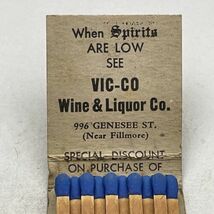 When Spirits
ARE LOW
SEE
VIC-CO
Wine & Liquor Co.
996 GENESEE ST.
(Near Fillmore)
SPECIAL DISCOUNT
ON PURCHASE OF